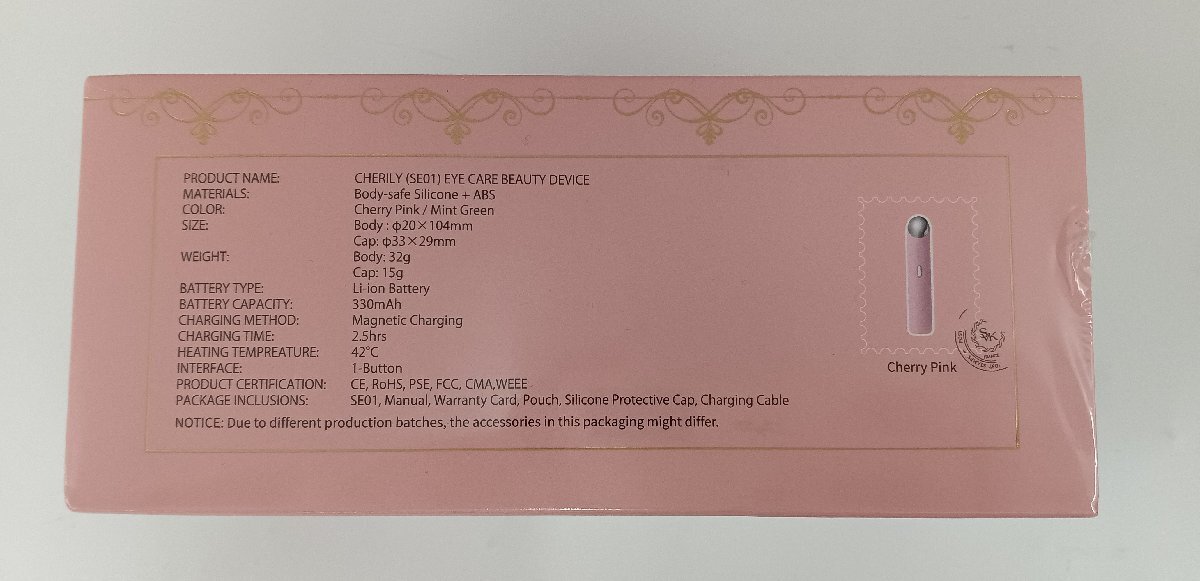 PRODUCT NAME: CHERILY (SE01) EYE CARE BEAUTY DEVICE
MATERIALS: Body-safe Silicone + ABS
COLOR: Cherry Pink / Mint Green
SIZE: Body : φ20×104mm
Cap: φ33×29mm
WEIGHT: Body: 32g
Cap: 15g
BATTERY TYPE: Li-ion Battery
BATTERY CAPACITY: 330mAh
CHARGING METHOD: Magnetic Charging
CHARGING TIME: 2.5hrs
HEATING TEMPREATURE: 42°C
INTERFACE: 1-Button
PRODUCT CERTIFICATION: CE, RoHS, PSE, FCC, CMA,WEEE
PACKAGE INCLUSIONS: SE01, Manual, Warranty Card, Pouch, Silicone Protective Cap, Charging Cable
NOTICE: Due to different production batches, the accessories in this packaging might differ.
Cherry Pink